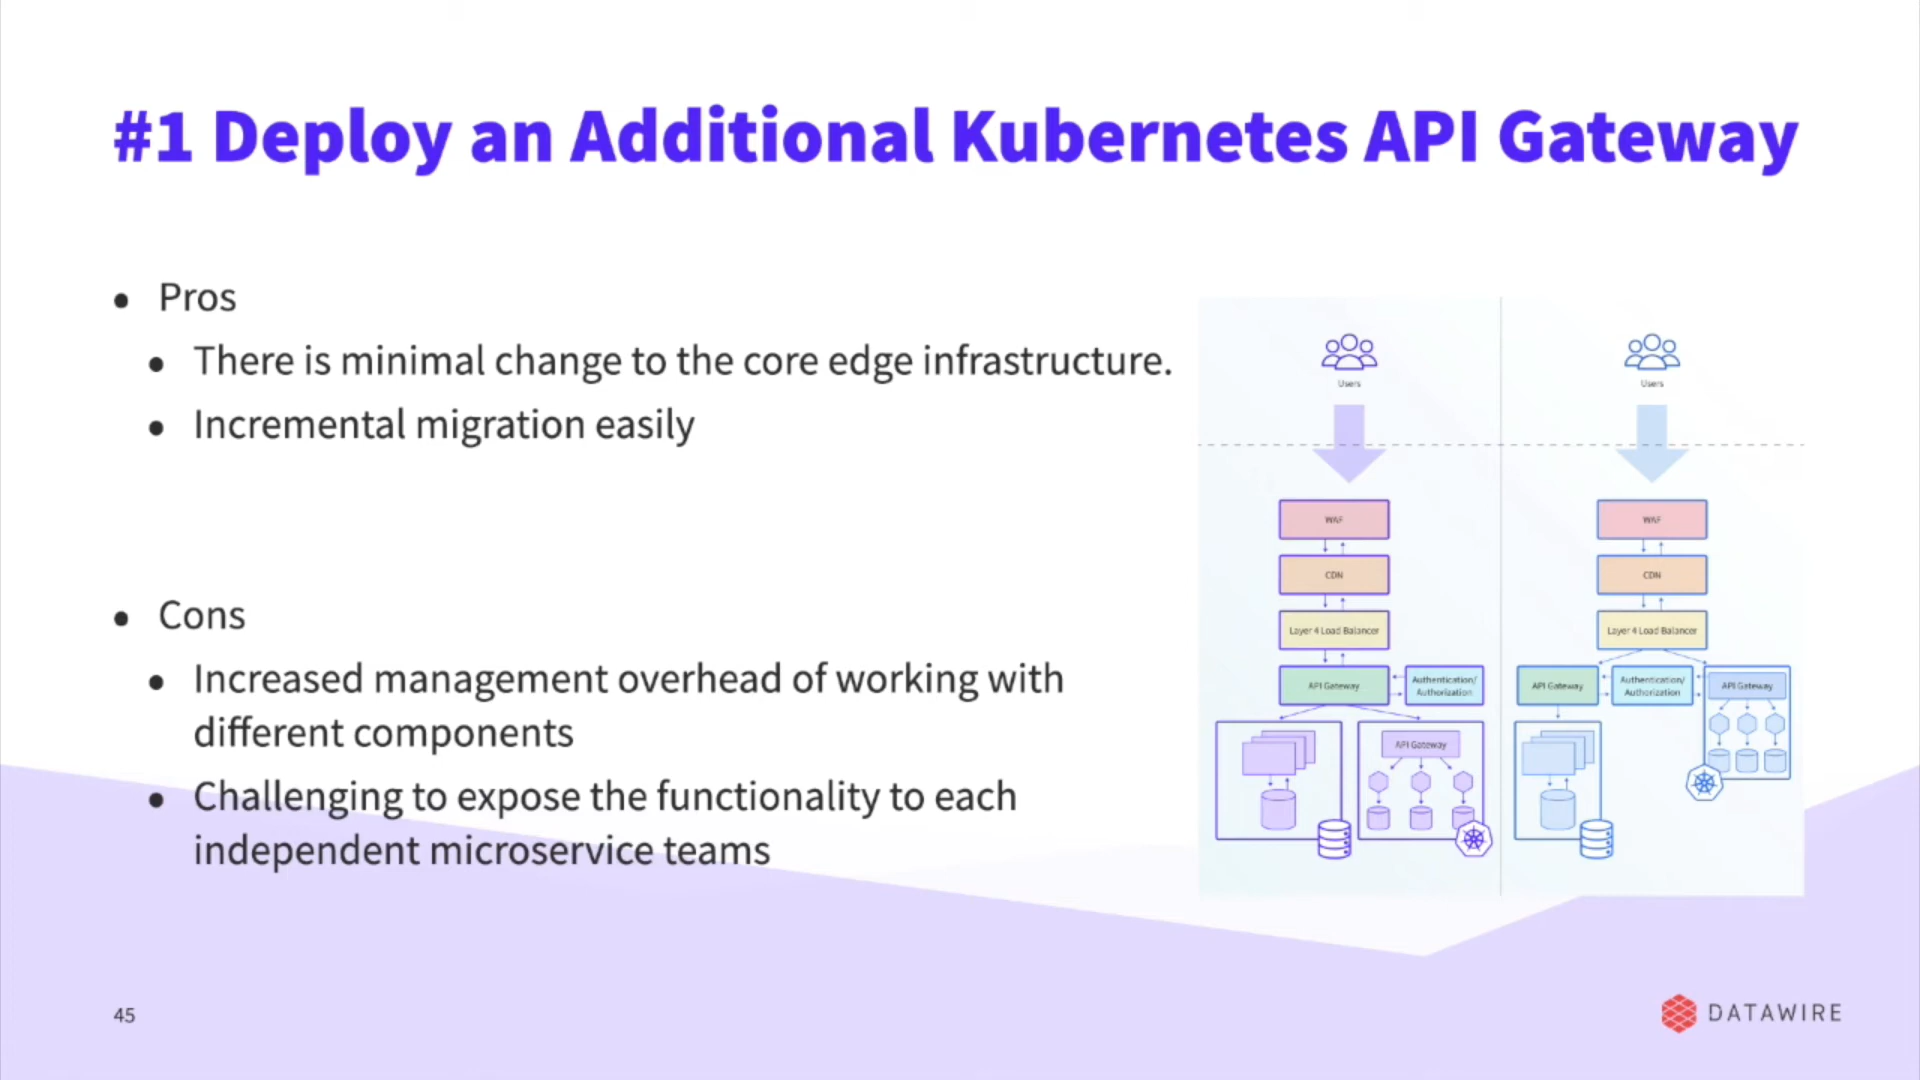 #1 Deploy an Additional Kubernetes API Gateway
Pros
There is minimal change to the core edge infrastructure.
Incremental migration easily
Cons
Increased management overhead of working with
different components
Challenging to expose the functionality to each
independent microservice teams
Users
WAF
CDN
Layer 4 Load Balancer
API Gateway
Authentication/
Authorization
API Gateway
Users
WAF
CDN
Layer 4 Load Balancer
API Gateway
Authentication/
Authorization
API Gateway
45
DATAWIRE